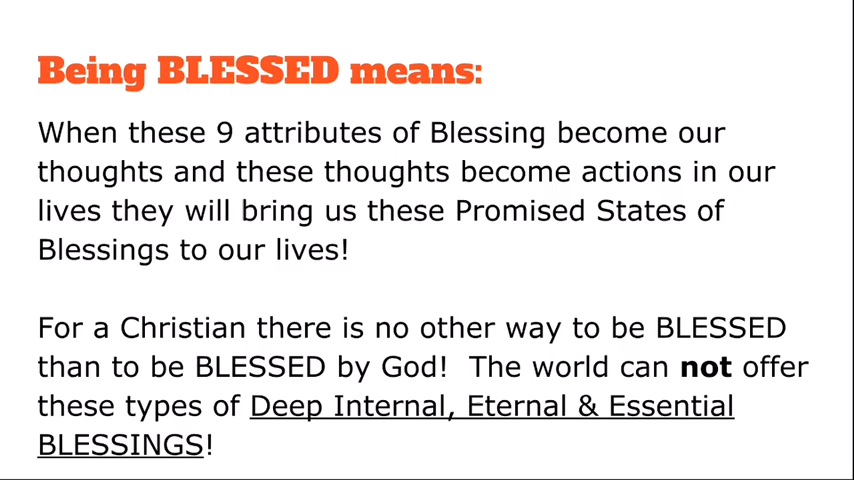 Being BLESSED means:
When these 9 attributes of Blessing become our
thoughts and these thoughts become actions in our
lives they will bring us these Promised States of
Blessings to our lives!
For a Christian there is no other way to be BLESSED
than to be BLESSED by God!  The world can not offer
these types of Deep Internal, Eternal & Essential
BLESSINGS!